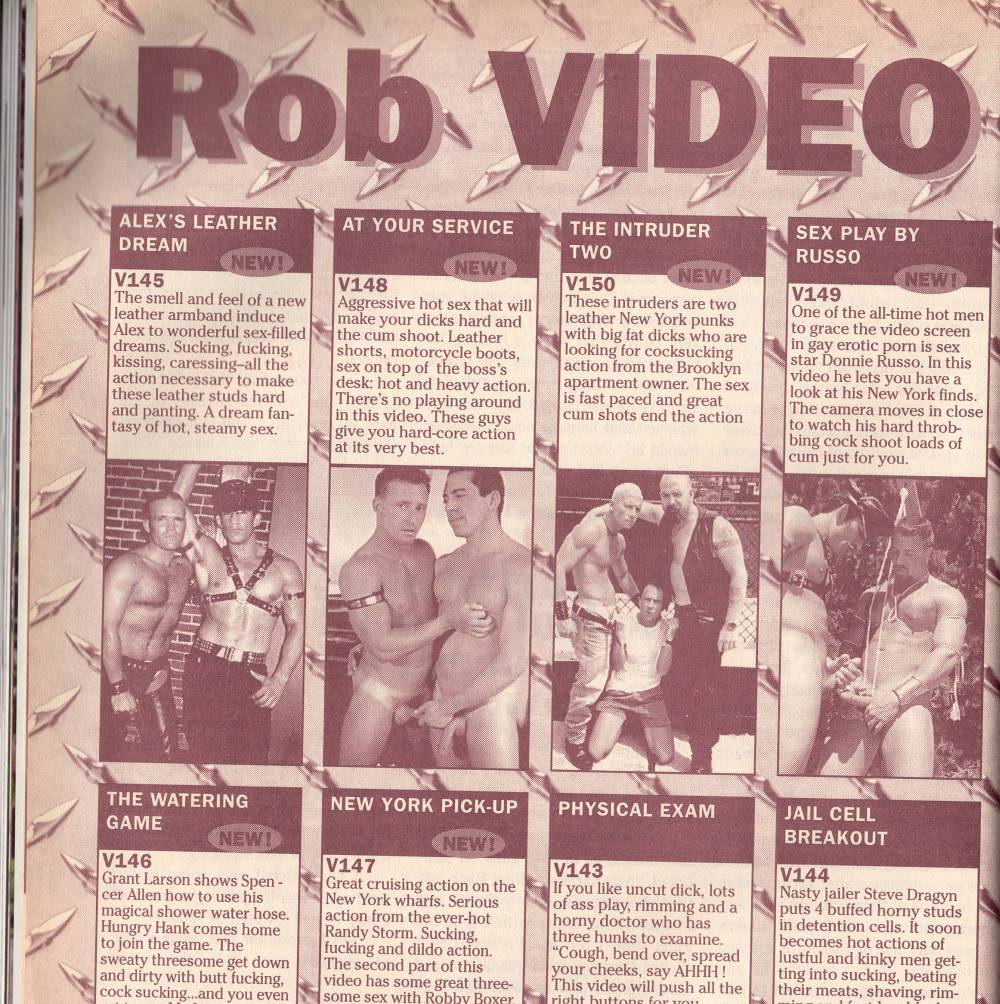 Rob VIDEO
ALEX'S LEATHER
DREAM
NEW!
V145
The smell and feel of a new
leather armband induce
Alex to wonderful sex-filled
dreams. Sucking, fucking,
kissing, caressing–all the
action necessary to make
these leather studs hard
and panting. A dream fan-
tasy of hot, steamy sex.
AT YOUR SERVICE
NEW!
V148
Aggressive hot sex that will
make your dicks hard and
the cum shoot. Leather
shorts, motorcycle boots,
sex on top of the boss's
desk: hot and heavy action.
There's no playing around
in this video. These guys
give you hard-core action
at its very best.
THE INTRUDER
TWO
NEW!
V150
These intruders are two
leather New York punks
with big fat dicks who are
looking for cocksucking
action from the Brooklyn
apartment owner. The sex
is fast paced and great
cum shots end the action
SEX PLAY BY
RUSSO
NEW!
V149
One of the all-time hot men
to grace the video screen
in gay erotic porn is sex
star Donnie Russo. In this
video he lets you have a
look at his New York finds.
The camera moves in close
to watch his hard throb-
bing cock shoot loads of
cum just for you.
THE WATERING
GAME
NEW!
V146
Grant Larson shows Spen -
cer Allen how to use his
magical shower water hose.
Hungry Hank comes home
to join the game. The
sweaty threesome get down
and dirty with butt fucking,
cock sucking...and you even
NEW YORK PICK-UP
NEW!
V147
Great cruising action on the
New York wharfs. Serious
action from the ever-hot
Randy Storm. Sucking,
fucking and dildo action.
The second part of this
video has some great three-
some sex with Robby Boxer
PHYSICAL EXAM
V143
If you like uncut dick, lots
of ass play, rimming and a
horny doctor who has
three hunks to examine.
“Cough, bend over, spread
your cheeks, say AHHH !
This video will push all the
right buttons for you
JAIL CELL
BREAKOUT
V144
Nasty jailer Steve Dragyn
puts 4 buffed horny studs
in detention cells. It soon
becomes hot actions of
lustful and kinky men get-
ting into sucking, beating
their meats, shaving, rim-